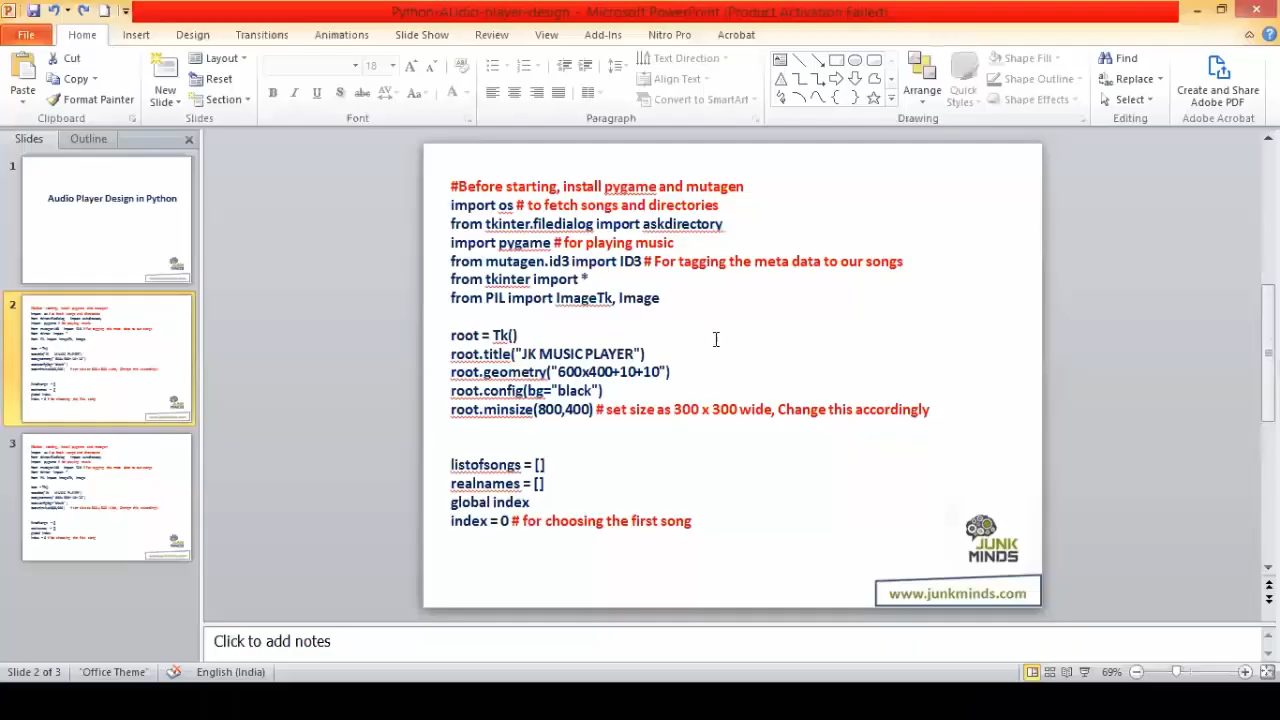 Python-AUdio-player-design - Microsoft PowerPoint (Product Activation Failed)
File Home Insert Design Transitions Animations Slide Show Review View Add-Ins Nitro Pro Acrobat
Paste
Cut
Copy
Format Painter
Clipboard
New
Slide
Layout
Reset
Section
Slides
18
B I U S abc AV Aa A
Font
Text Direction
Align Text
Convert to SmartArt
Paragraph
Arrange
Quick
Styles
Shape Fill
Shape Outline
Shape Effects
Drawing
Find
Replace
Select
Editing
Create and Share
Adobe PDF
Adobe Acrobat
Slides Outline
1
Audio Player Design in Python
2
3
#Before starting, install pygame and mutagen
import os # to fetch songs and directories
from tkinter.filedialog import askdirectory
import pygame # for playing music
from mutagen.id3 import ID3 # For tagging the meta data to our songs
from tkinter import *
from PIL import ImageTk, Image
root = Tk()
root.title("JK MUSIC PLAYER")
root.geometry("600x400+10+10")
root.config(bg="black")
root.minsize(800,400) # set size as 300 x 300 wide, Change this accordingly
listofsongs = []
realnames = []
global index
index = 0 # for choosing the first song
JUNK
MINDS
www.junkminds.com
Click to add notes
Slide 2 of 3 "Office Theme" English (India) 69%